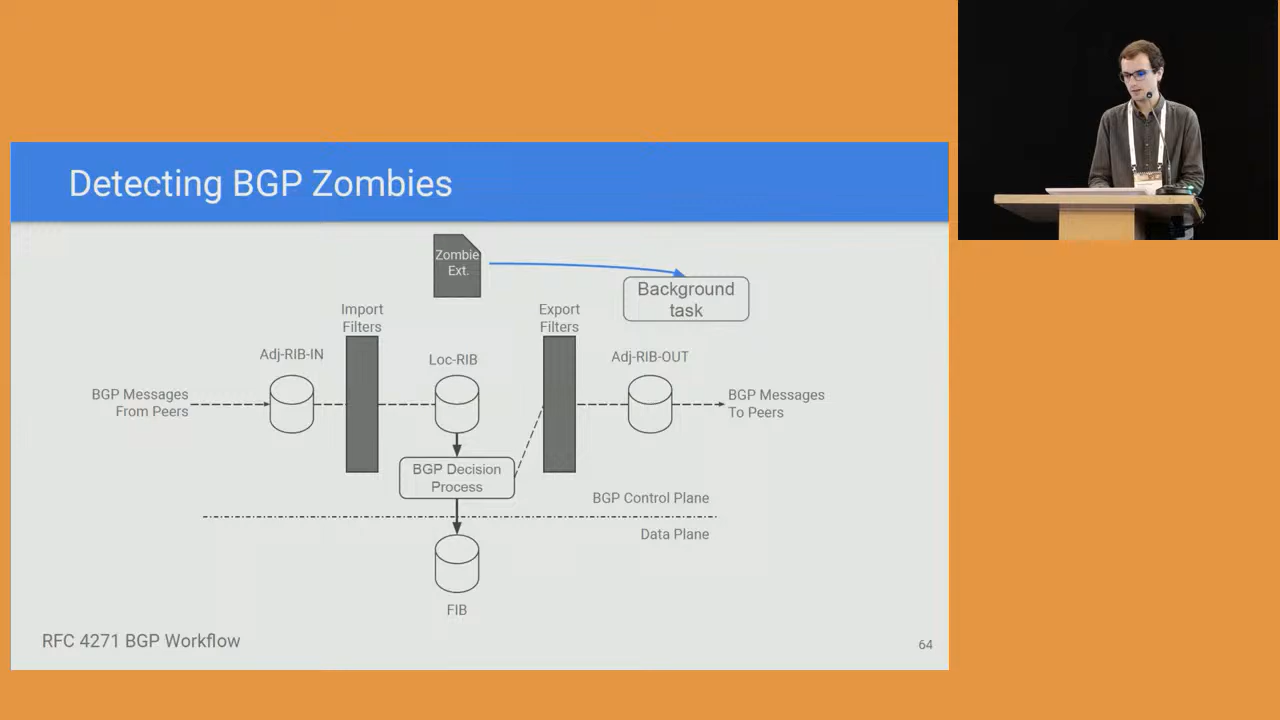 Detecting BGP Zombies
Zombie
Ext.
Background
task
Import
Filters
Export
Filters
Adj-RIB-IN
Loc-RIB
Adj-RIB-OUT
BGP Messages
From Peers
BGP Messages
To Peers
BGP Decision
Process
BGP Control Plane
Data Plane
FIB
RFC 4271 BGP Workflow
64